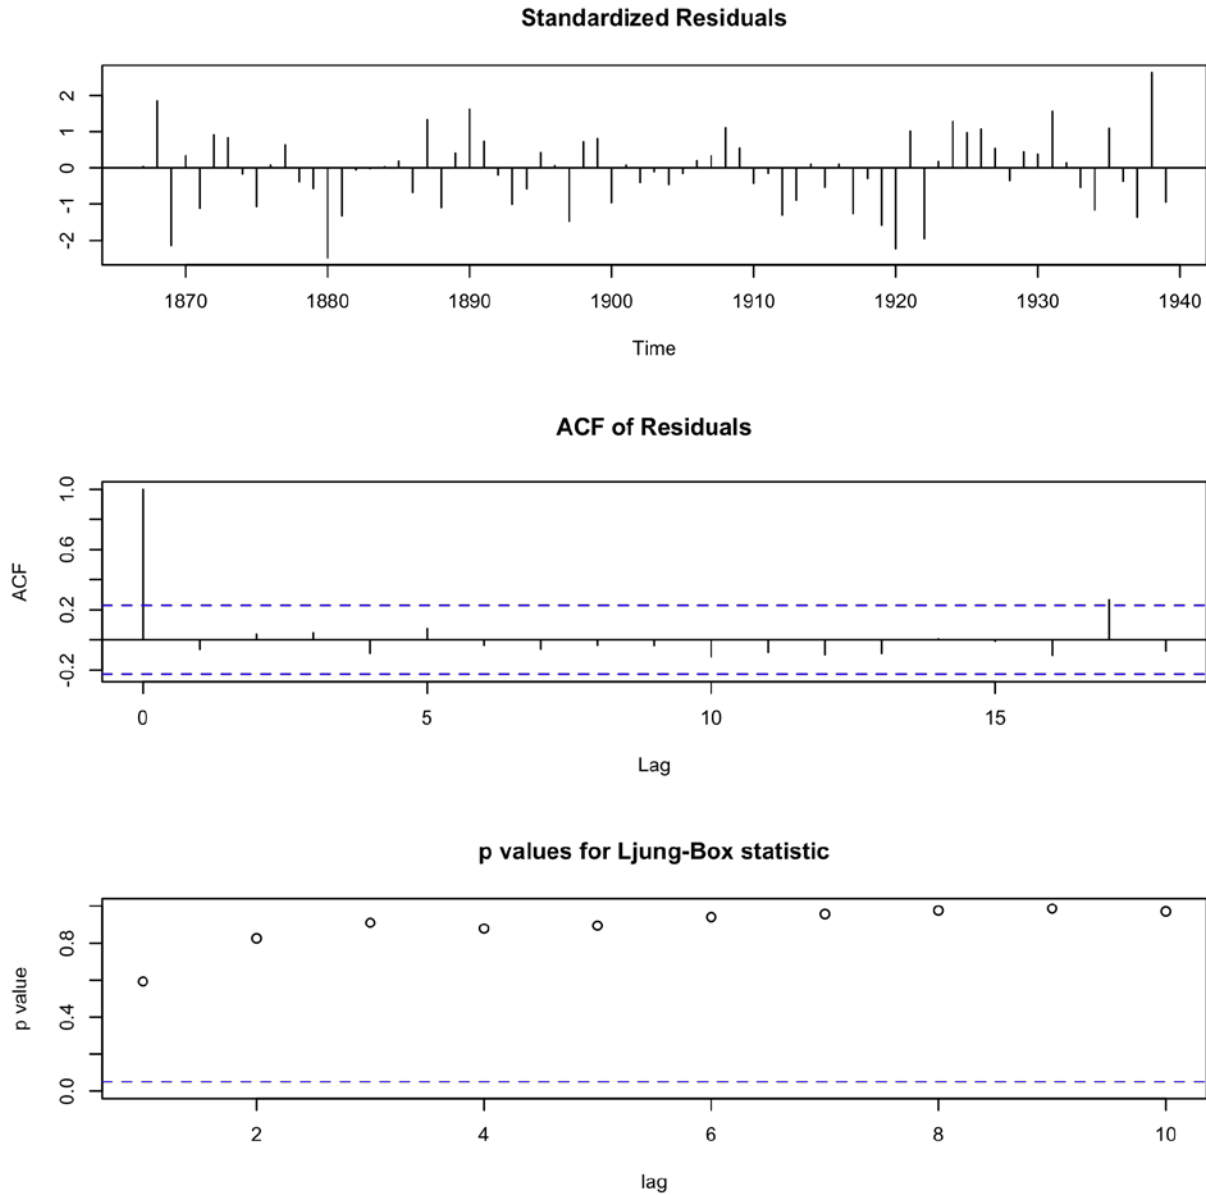 Standardized Residuals
2
1
0
-1
-2
1870 1880 1890 1900 1910 1920 1930 1940
Time
ACF of Residuals
ACF
1.0
0.6
0.2
-0.2
0 5 10 15
Lag
p values for Ljung-Box statistic
p value
0.8
0.4
0.0
2 4 6 8 10
lag